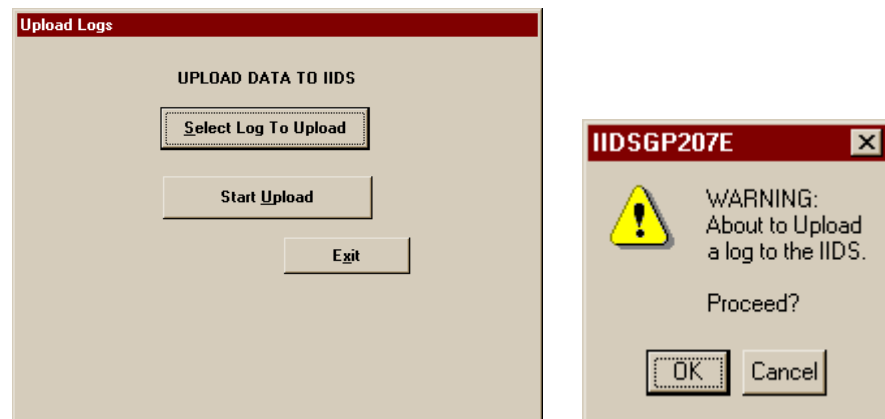 Upload Logs
UPLOAD DATA TO IIDS
Select Log To Upload
Start Upload
Exit
IIDSGP207E
WARNING:
About to Upload
a log to the IIDS.
Proceed?
OK
Cancel